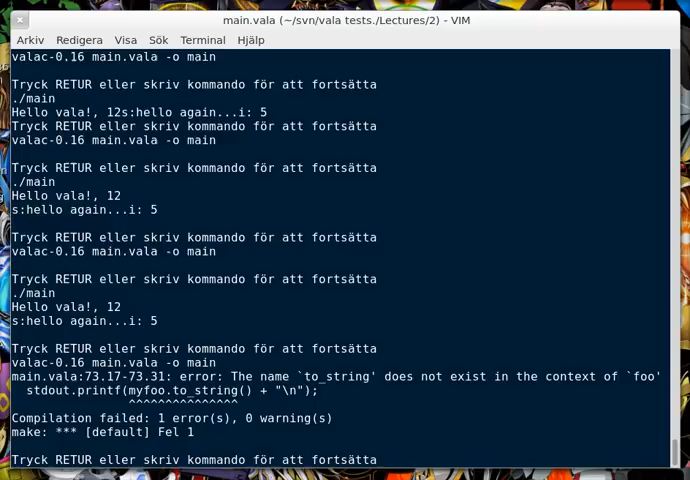 main.vala (~/svn/vala tests./Lectures/2) - VIM
Arkiv Redigera Visa Sök Terminal Hjälp
valac-0.16 main.vala -o main
Tryck RETUR eller skriv kommando för att fortsätta
./main
Hello vala!, 12s:hello again...i: 5
Tryck RETUR eller skriv kommando för att fortsätta
valac-0.16 main.vala -o main
Tryck RETUR eller skriv kommando för att fortsätta
./main
Hello vala!, 12
s:hello again...i: 5
Tryck RETUR eller skriv kommando för att fortsätta
valac-0.16 main.vala -o main
Tryck RETUR eller skriv kommando för att fortsätta
./main
Hello vala!, 12
s:hello again...i: 5
Tryck RETUR eller skriv kommando för att fortsätta
valac-0.16 main.vala -o main
main.vala:73.17-73.31: error: The name `to_string' does not exist in the context of `foo'
stdout.printf(myfoo.to_string() + "\n");
^^^^^^^^^^^^^^^
Compilation failed: 1 error(s), 0 warning(s)
make: *** [default] Fel 1
Tryck RETUR eller skriv kommando för att fortsätta